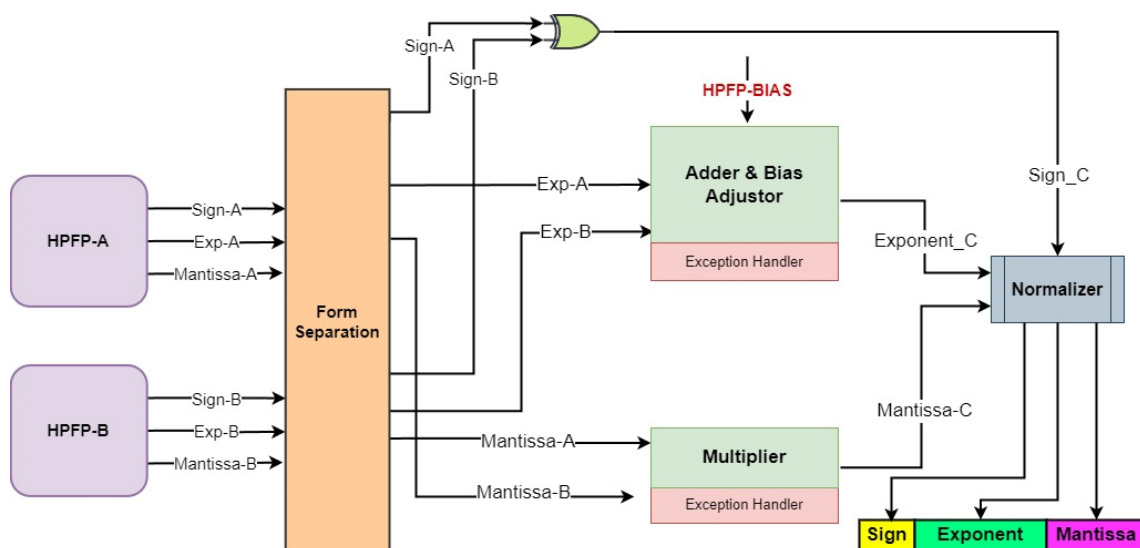 Sign-A
Sign-B
HPFP-BIAS
HPFP-A
Sign-A
Exp-A
Mantissa-A
Form
Separation
Exp-A
Exp-B
Adder & Bias
Adjustor
Exception Handler
Sign_C
Exponent_C
Normalizer
HPFP-B
Sign-B
Exp-B
Mantissa-B
Mantissa-A
Mantissa-B
Multiplier
Exception Handler
Mantissa-C
Sign
Exponent
Mantissa